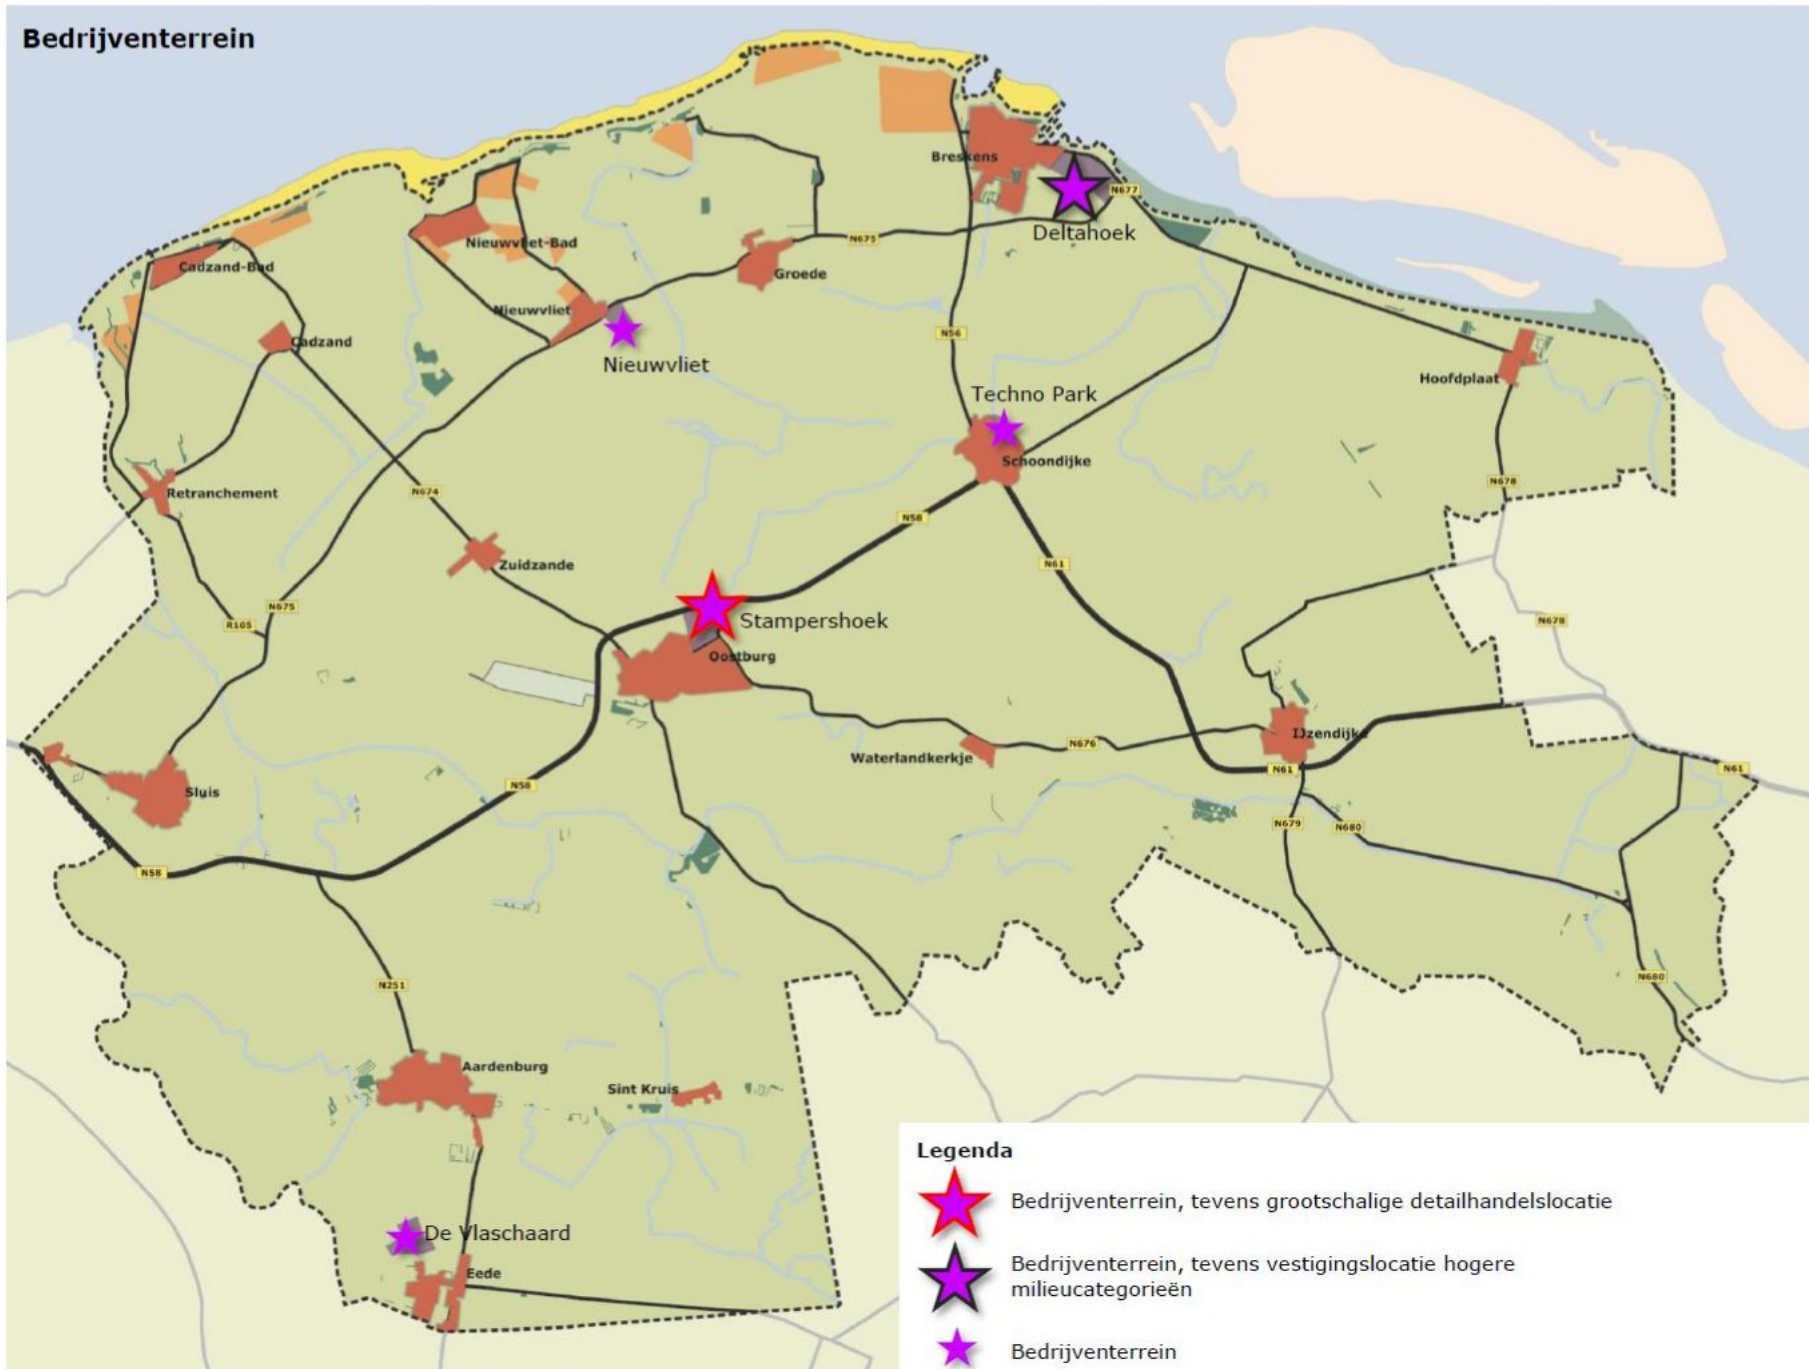 Bedrijventerrein
Breskens
N677
Deltahoek
Nieuwvliet-Bad
N675
Cadzand-Bad
Groede
Nieuwvliet
N56
Cadzand
Nieuwvliet
Hoofdplaat
Techno Park
Schoondijke
Retranchement
N674
N678
N58
Zuidzande
N61
N675
R105
Stampershoek
N678
Oostburg
IJzendijke
N676
Waterlandkerkje
N61
N61
Sluis
N58
N679
N680
N58
N680
N251
Aardenburg
Sint Kruis
De Vlaschaard
Eede
Legenda
Bedrijventerrein, tevens grootschalige detailhandelslocatie
Bedrijventerrein, tevens vestigingslocatie hogere
milieucategorieën
Bedrijventerrein